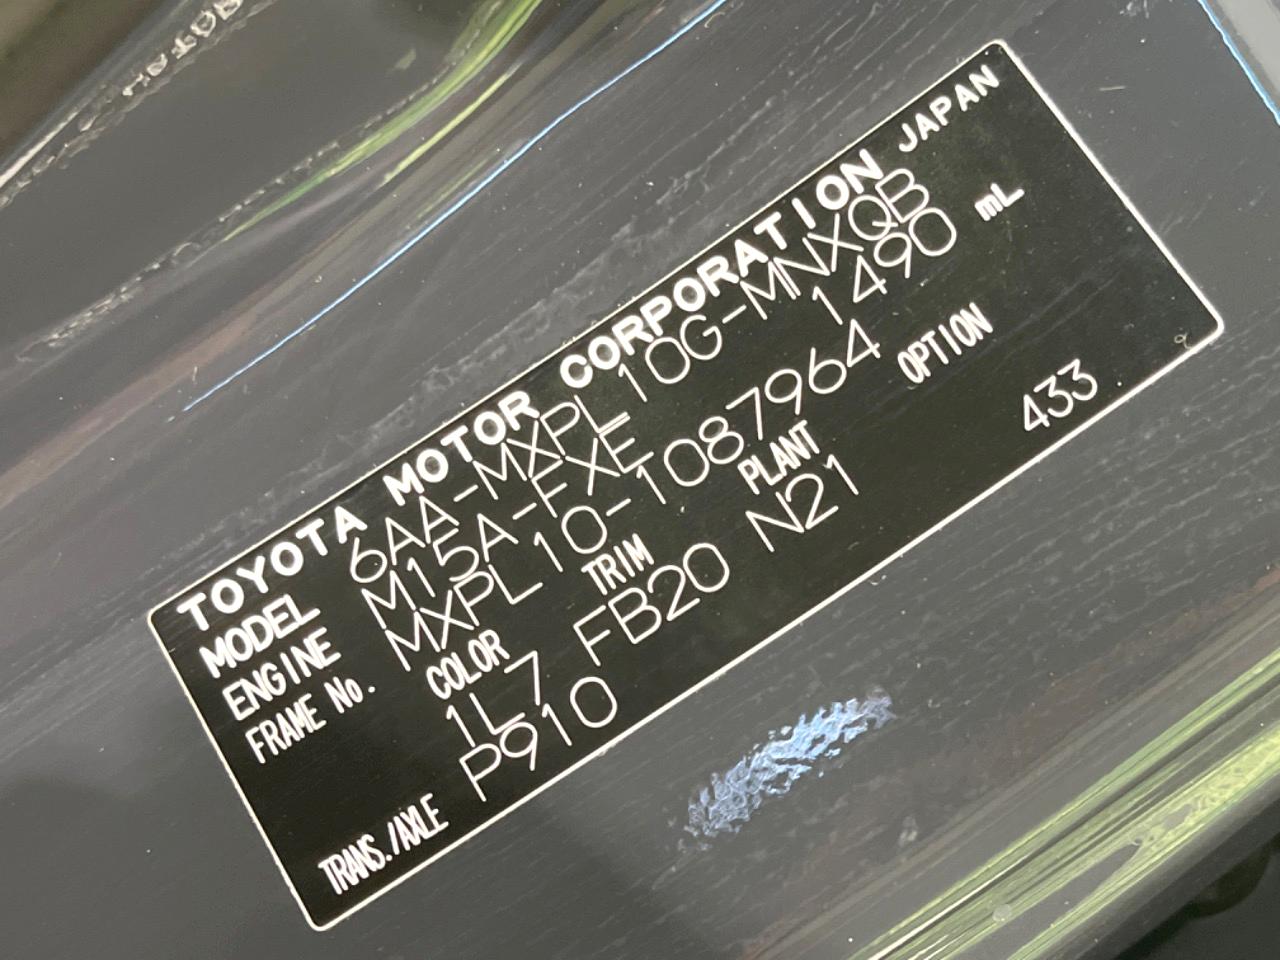 TOYOTA MOTOR CORPORATION JAPAN
MODEL 6AA-MXPL10G-MNXQB
ENGINE M15A-FXE 1490 mL
FRAME No. MXPL10-1087964
COLOR TRIM PLANT OPTION
1L7 FB20 N21 433
TRANS./AXLE P910